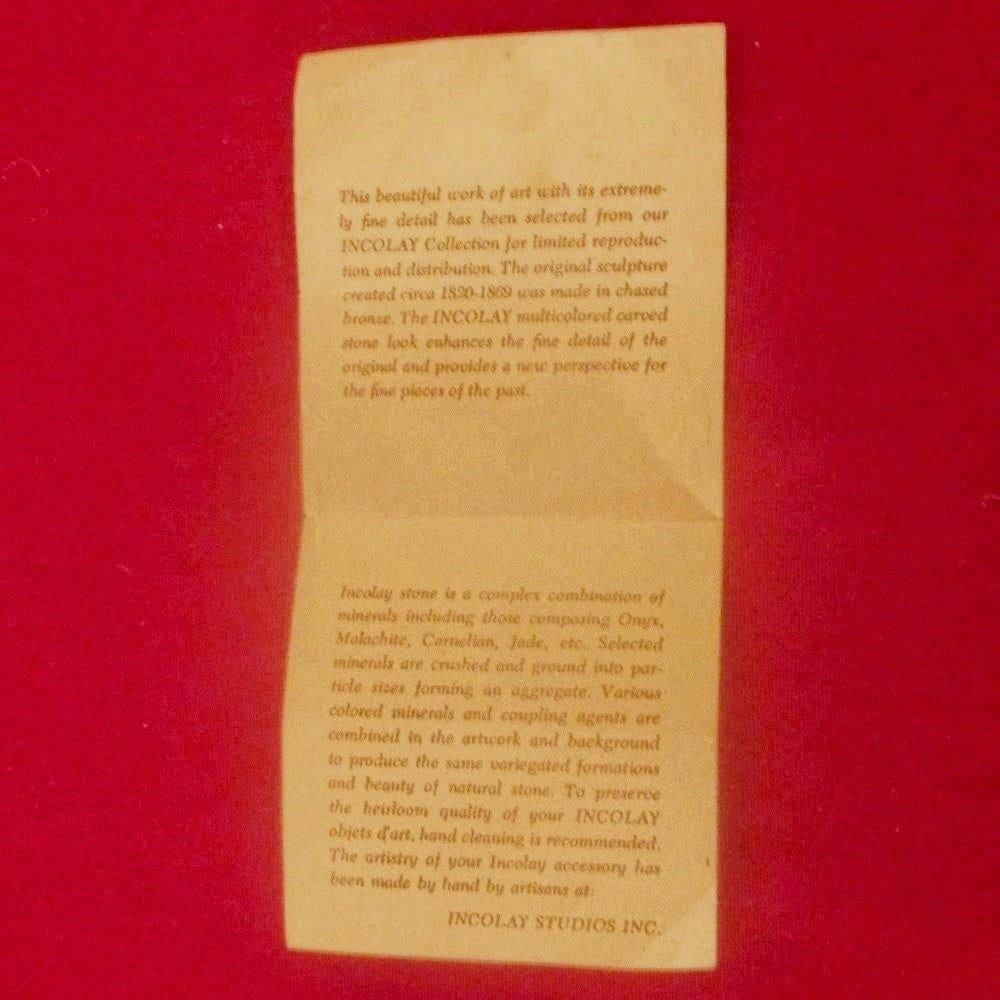 This beautiful work of art with its extreme-
ly fine detail has been selected from our
INCOLAY Collection for limited reproduc-
tion and distribution. The original sculpture
created circa 1820-1869 was made in chased
bronze. The INCOLAY multicolored carved
stone look enhances the fine detail of the
original and provides a new perspective for
the fine pieces of the past.
Incolay stone is a complex combination of
minerals including those composing Onyx,
Malachite, Carnelian, Jade, etc. Selected
minerals are crushed and ground into par-
ticle sizes forming an aggregate. Various
colored minerals and coupling agents are
combined in the artwork and background
to produce the same variegated formations
and beauty of natural stone. To preserve
the heirloom quality of your INCOLAY
objets d'art, hand cleaning is recommended.
The artistry of your Incolay accessory has
been made by hand by artisans at:
INCOLAY STUDIOS INC.